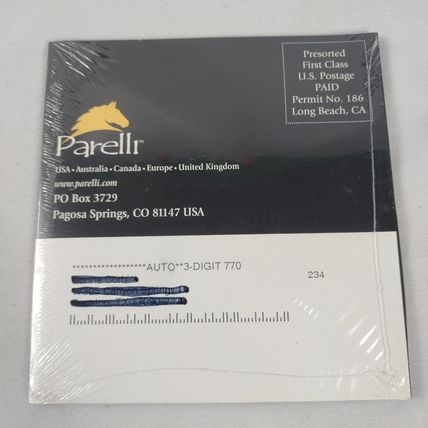 Presorted
First Class
U.S. Postage
PAID
Permit No. 186
Long Beach, CA
Parelli™
USA • Australia • Canada • Europe • United Kingdom
www.parelli.com
PO Box 3729
Pagosa Springs, CO 81147 USA
******************AUTO**3-DIGIT 770
234